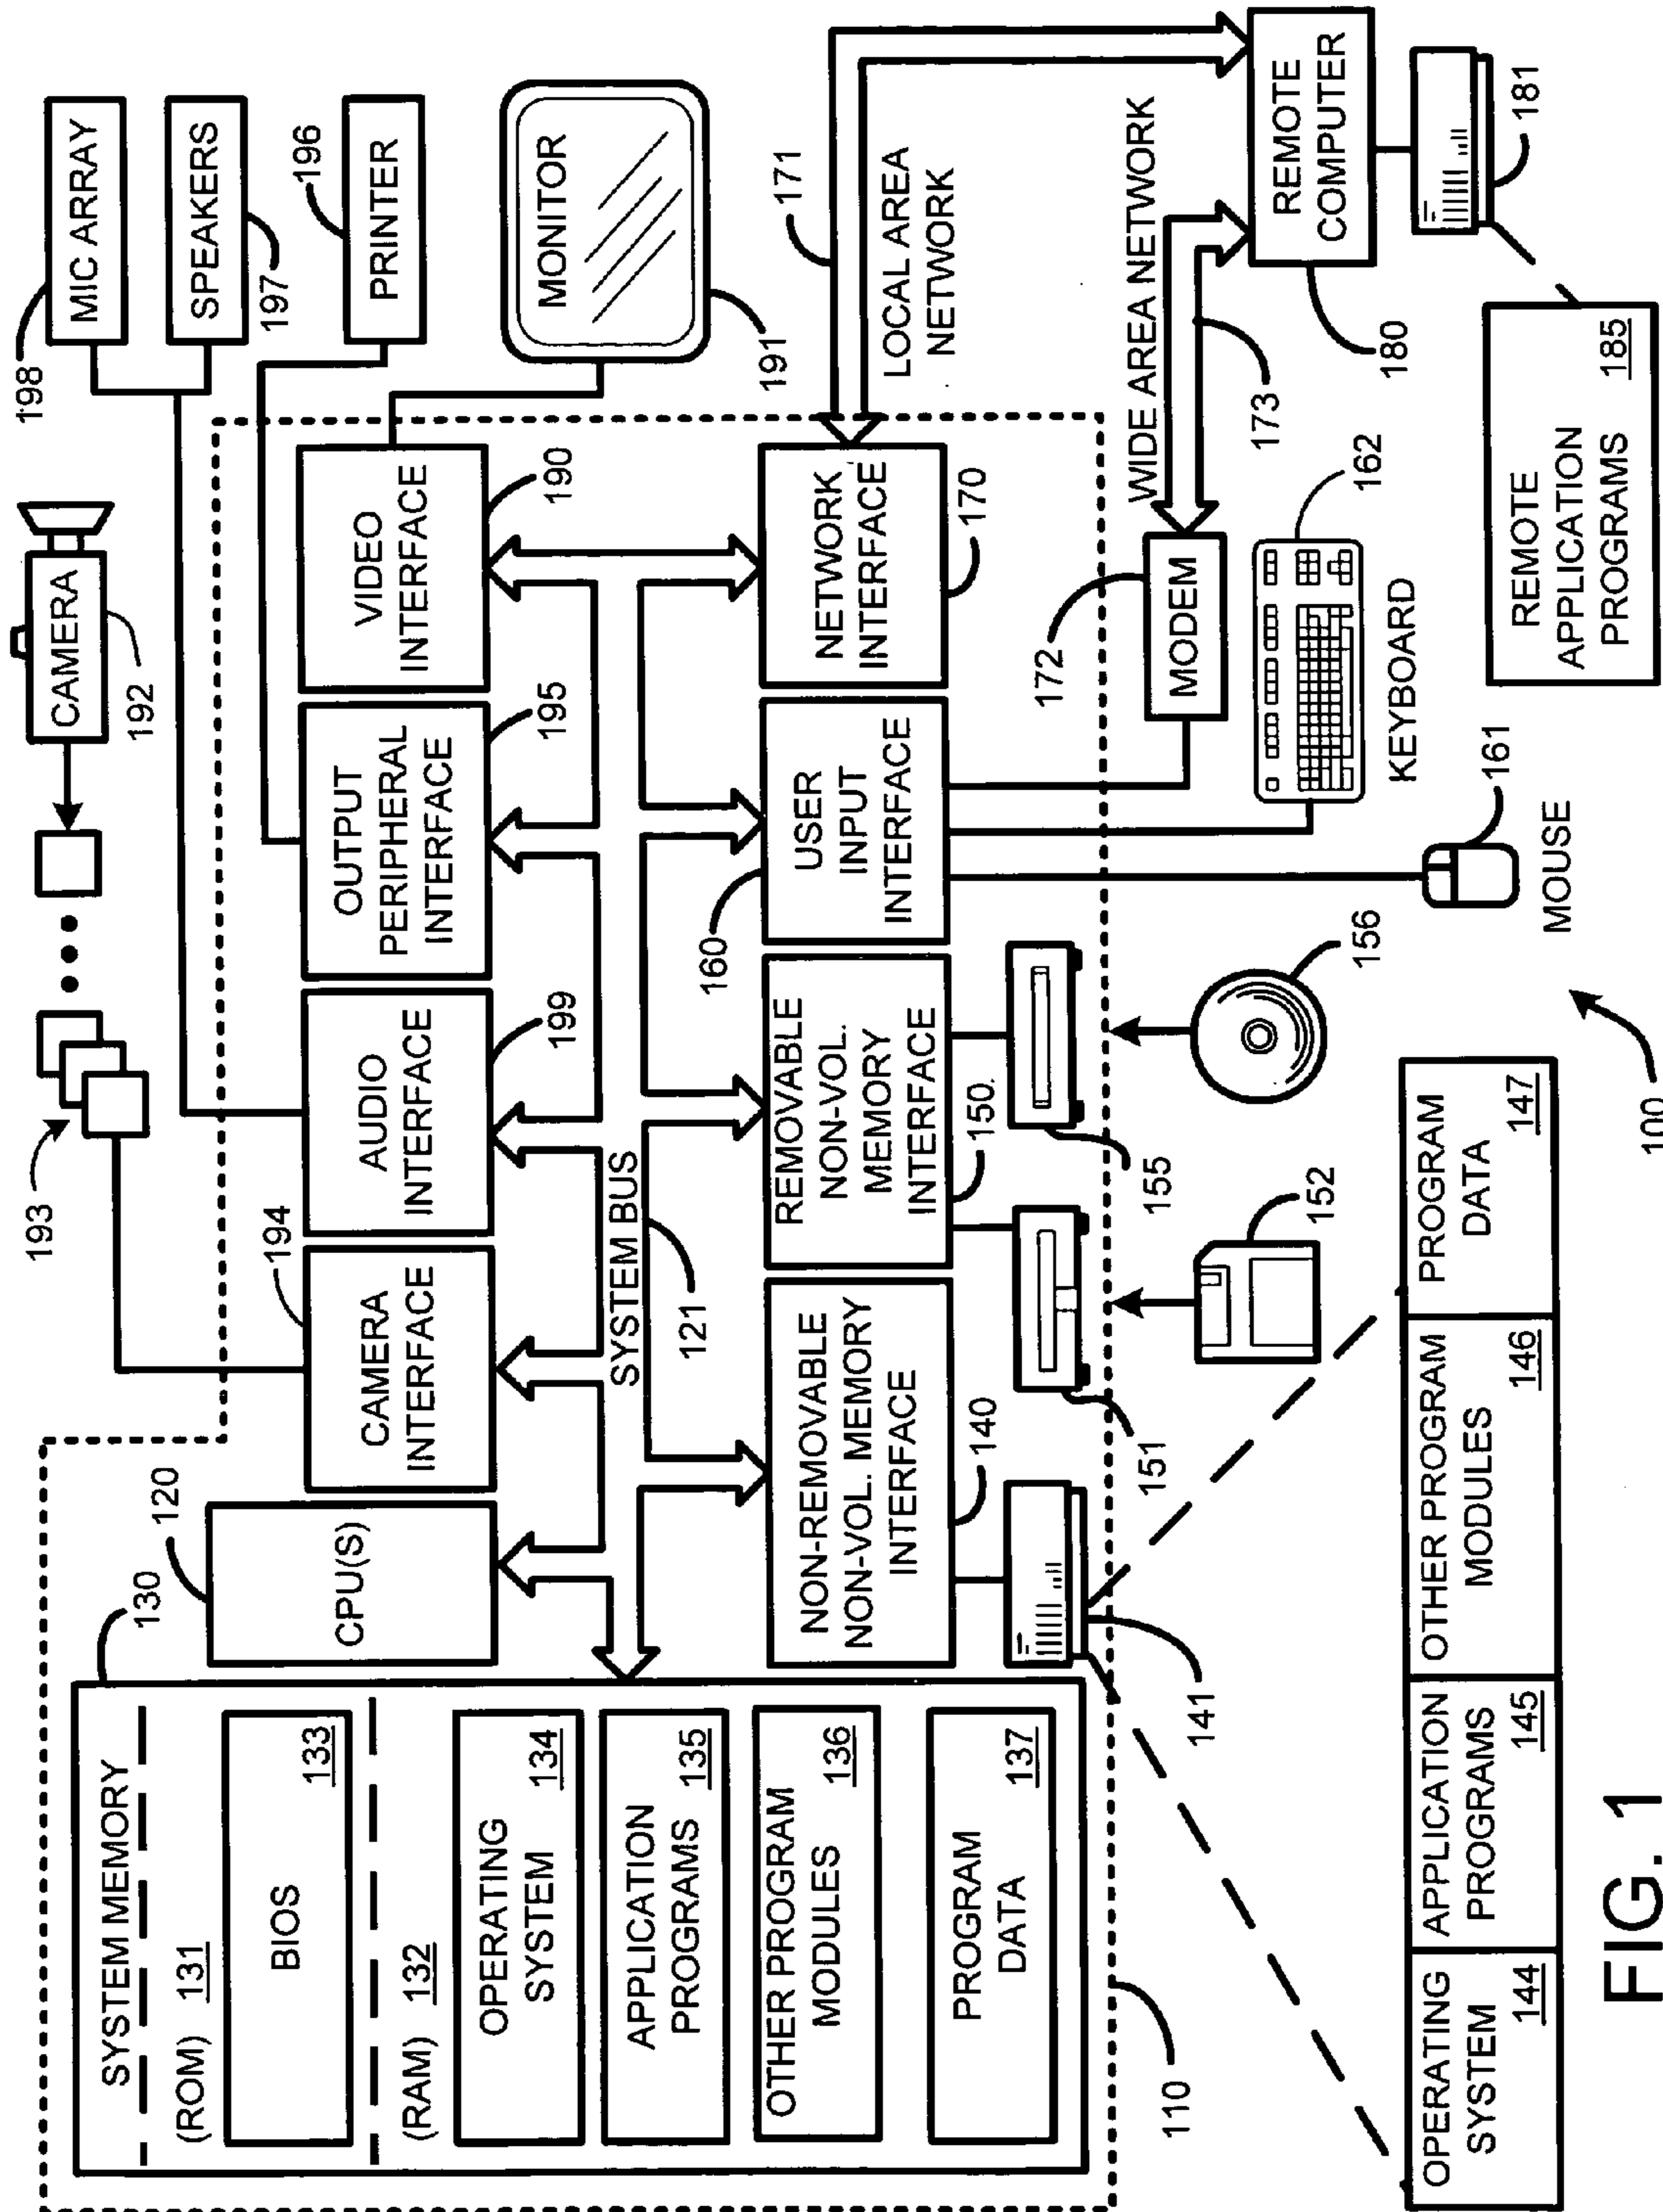 SYSTEM MEMORY
(ROM) 131
BIOS
133
(RAM) 132
OPERATING
SYSTEM
134
APPLICATION
PROGRAMS
135
OTHER PROGRAM
MODULES
136
PROGRAM
DATA
137
130
120
CPU(S)
193
194
CAMERA
INTERFACE
AUDIO
INTERFACE
199
OUTPUT
PERIPHERAL
INTERFACE
195
VIDEO
INTERFACE
190
CAMERA
192
198
MIC ARRAY
SPEAKERS
197
196
PRINTER
MONITOR
191
SYSTEM BUS
121
NON-REMOVABLE
NON-VOL. MEMORY
INTERFACE
140
REMOVABLE
NON-VOL.
MEMORY
INTERFACE
150
160
USER
INPUT
INTERFACE
NETWORK
INTERFACE
170
171
LOCAL AREA
NETWORK
WIDE AREA NETWORK
173
172
MODEM
REMOTE
COMPUTER
180
181
110
141
151
155
152
156
MOUSE
161
KEYBOARD
162
REMOTE
APPLICATION
PROGRAMS
185
OPERATING
SYSTEM
144
APPLICATION
PROGRAMS
145
OTHER PROGRAM
MODULES
146
PROGRAM
DATA
147
100
FIG. 1